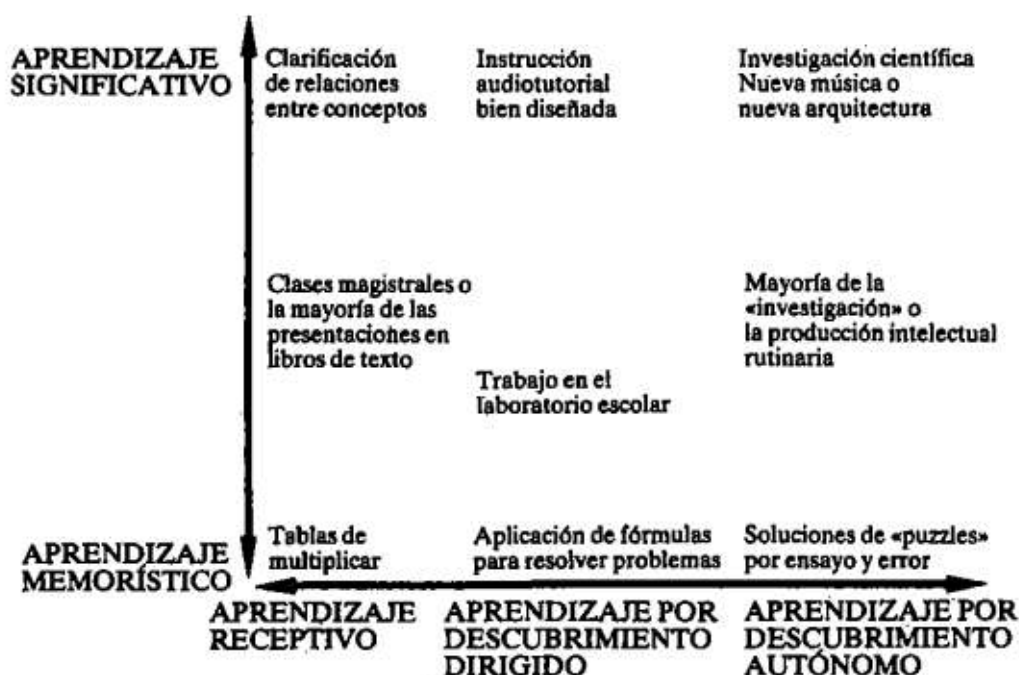 APRENDIZAJE
SIGNIFICATIVO
Clarificación
de relaciones
entre conceptos
Instrucción
audiotutorial
bien diseñada
Investigación científica
Nueva música o
nueva arquitectura
Clases magistrales o
la mayoría de las
presentaciones en
libros de texto
Trabajo en el
laboratorio escolar
Mayoría de la
«investigación» o
la producción intelectual
rutinaria
APRENDIZAJE
MEMORÍSTICO
Tablas de
multiplicar
Aplicación de fórmulas
para resolver problemas
Soluciones de «puzzles»
por ensayo y error
APRENDIZAJE
RECEPTIVO
APRENDIZAJE POR
DESCUBRIMIENTO
DIRIGIDO
APRENDIZAJE POR
DESCUBRIMIENTO
AUTÓNOMO